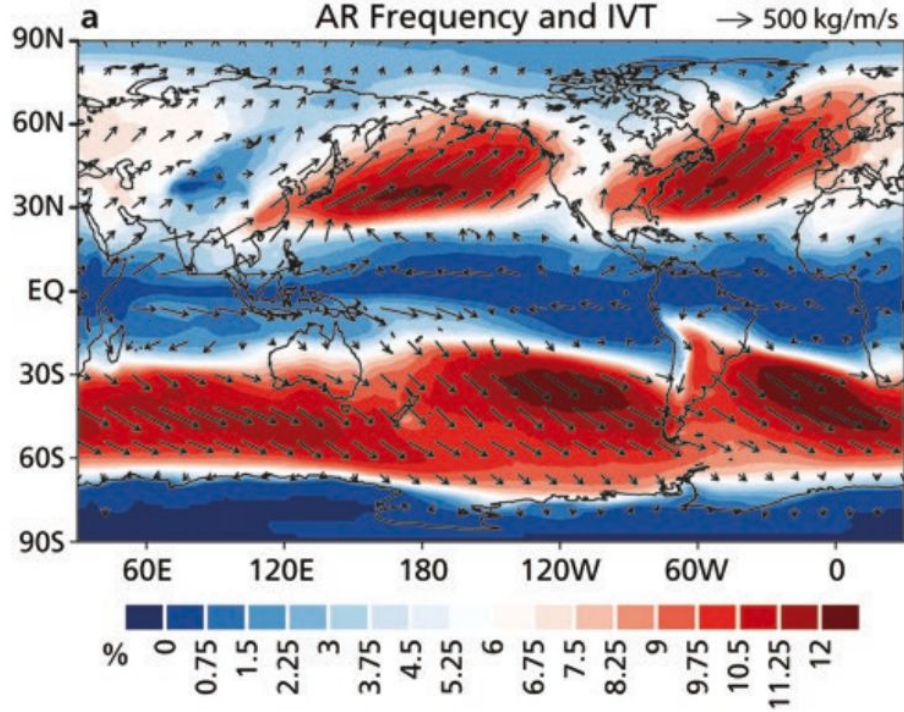 a AR Frequency and IVT → 500 kg/m/s
90N
60N
30N
EQ
30S
60S
90S
60E 120E 180 120W 60W 0
% 0 0.75 1.5 2.25 3 3.75 4.5 5.25 6 6.75 7.5 8.25 9 9.75 10.5 11.25 12